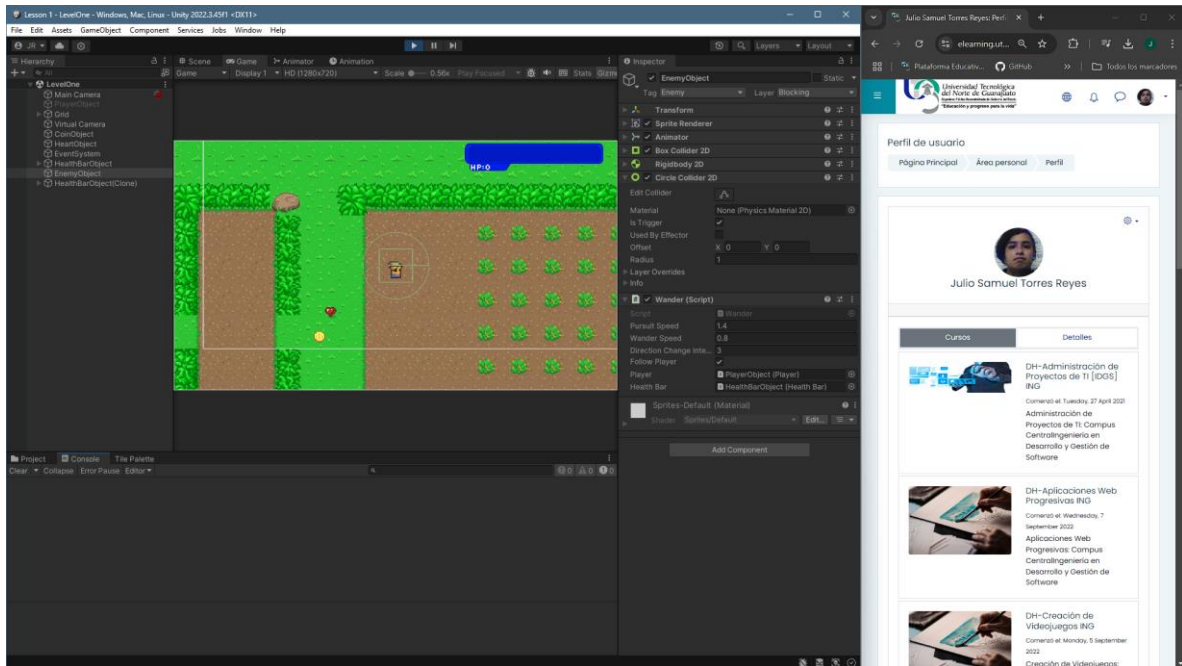 Lesson 1 - LevelOne - Windows, Mac, Linux - Unity 2022.3.45f1 <DX11>
File Edit Assets GameObject Component Services Jobs Window Help
JR
Layers Layout
Hierarchy
All
LevelOne
Main Camera
PlayerObject
Grid
Virtual Camera
CoinObject
HeartObject
EventSystem
HealthBarObject
EnemyObject
HealthBarObject(Clone)
Scene Game Animator Animation
Game Display 1 HD (1280x720) Scale 0.56x Play Focused Stats Gizm
HP:0
Inspector
EnemyObject Static
Tag Enemy Layer Blocking
Transform
Sprite Renderer
Animator
Box Collider 2D
Rigidbody 2D
Circle Collider 2D
Edit Collider
Material None (Physics Material 2D)
Is Trigger
Used By Effector
Offset X 0 Y 0
Radius 1
Layer Overrides
Info
Wander (Script)
Script Wander
Pursuit Speed 1.4
Wander Speed 0.8
Direction Change Inte... 3
Follow Player
Player PlayerObject (Player)
Health Bar HealthBarObject (Health Bar)
Sprites-Default (Material)
Shader Sprites/Default Edit...
Add Component
Project Console Tile Palette
Clear Collapse Error Pause Editor
0 0 0
Julio Samuel Torres Reyes: Perf
elearning.ut...
J
Plataforma Educativ... GitHub Todos los marcadores
Universidad Tecnológica
del Norte de Guanajuato
"Educación y progreso para la vida"
Perfil de usuario
Página Principal Área personal Perfil
Julio Samuel Torres Reyes
Cursos Detalles
DH-Administración de
Proyectos de TI [IDGS]
ING
Comenzó el: Tuesday, 27 April 2021
Administración de
Proyectos de TI: Campus
CentralIngeniería en
Desarrollo y Gestión de
Software
DH-Aplicaciones Web
Progresivas ING
Comenzó el: Wednesday, 7
September 2022
Aplicaciones Web
Progresivas: Campus
CentralIngeniería en
Desarrollo y Gestión de
Software
DH-Creación de
Videojuegos ING
Comenzó el: Monday, 5 September
2022
Creación de Videojuegos: